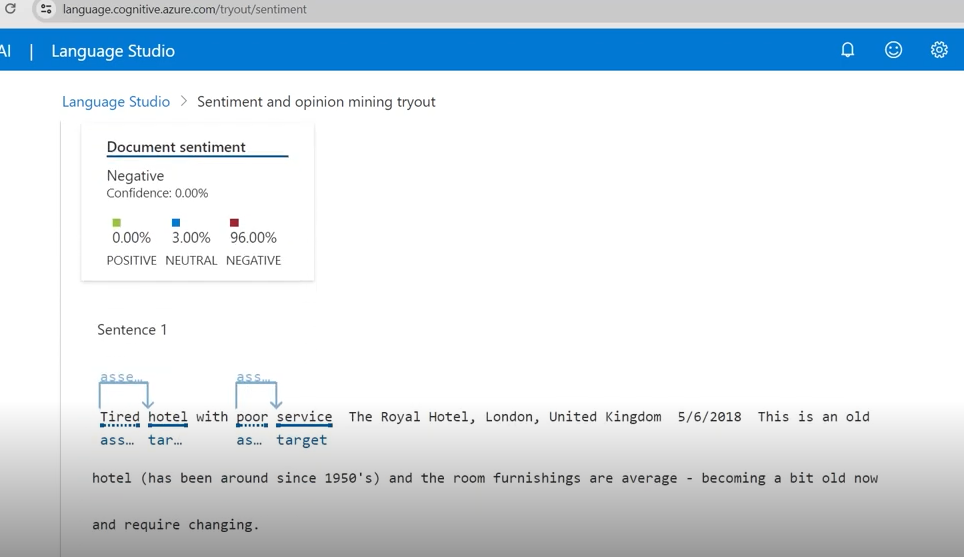 language.cognitive.azure.com/tryout/sentiment
AI | Language Studio
Language Studio > Sentiment and opinion mining tryout
Document sentiment
Negative
Confidence: 0.00%
0.00% 3.00% 96.00%
POSITIVE NEUTRAL NEGATIVE
Sentence 1
asse... ass...
Tired hotel with poor service The Royal Hotel, London, United Kingdom 5/6/2018 This is an old
ass... tar... as... target
hotel (has been around since 1950's) and the room furnishings are average - becoming a bit old now
and require changing.